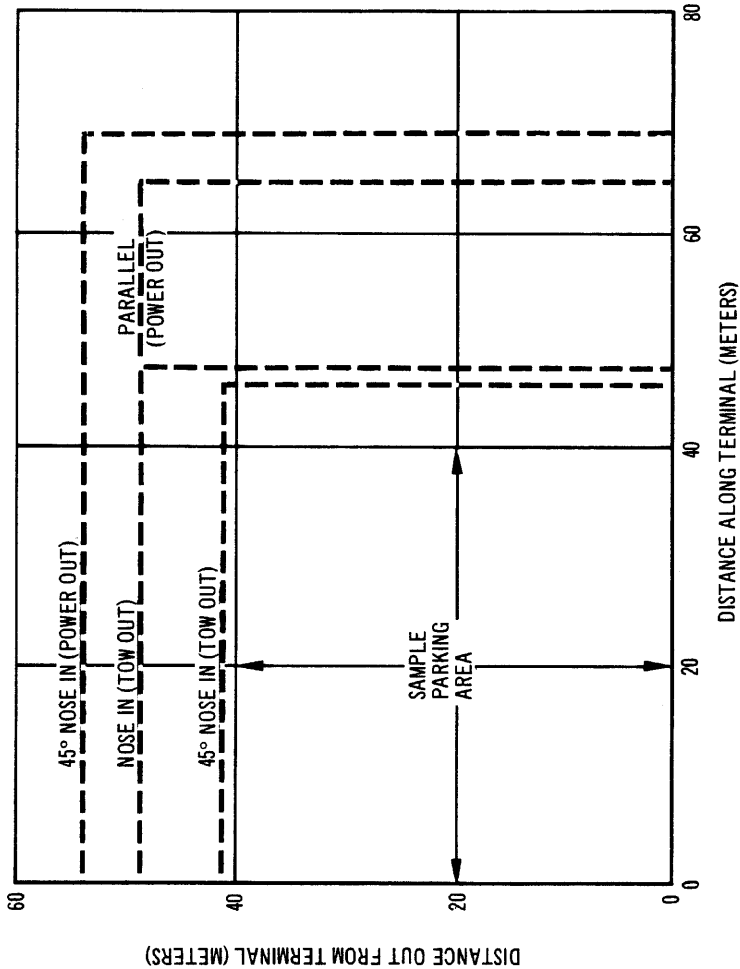 60
40
20
0
DISTANCE OUT FROM TERMINAL (METERS)
45° NOSE IN (POWER OUT)
NOSE IN (TOW OUT)
45° NOSE IN (TOW OUT)
PARALLEL
(POWER OUT)
SAMPLE
PARKING
AREA
0
20
40
60
80
DISTANCE ALONG TERMINAL (METERS)